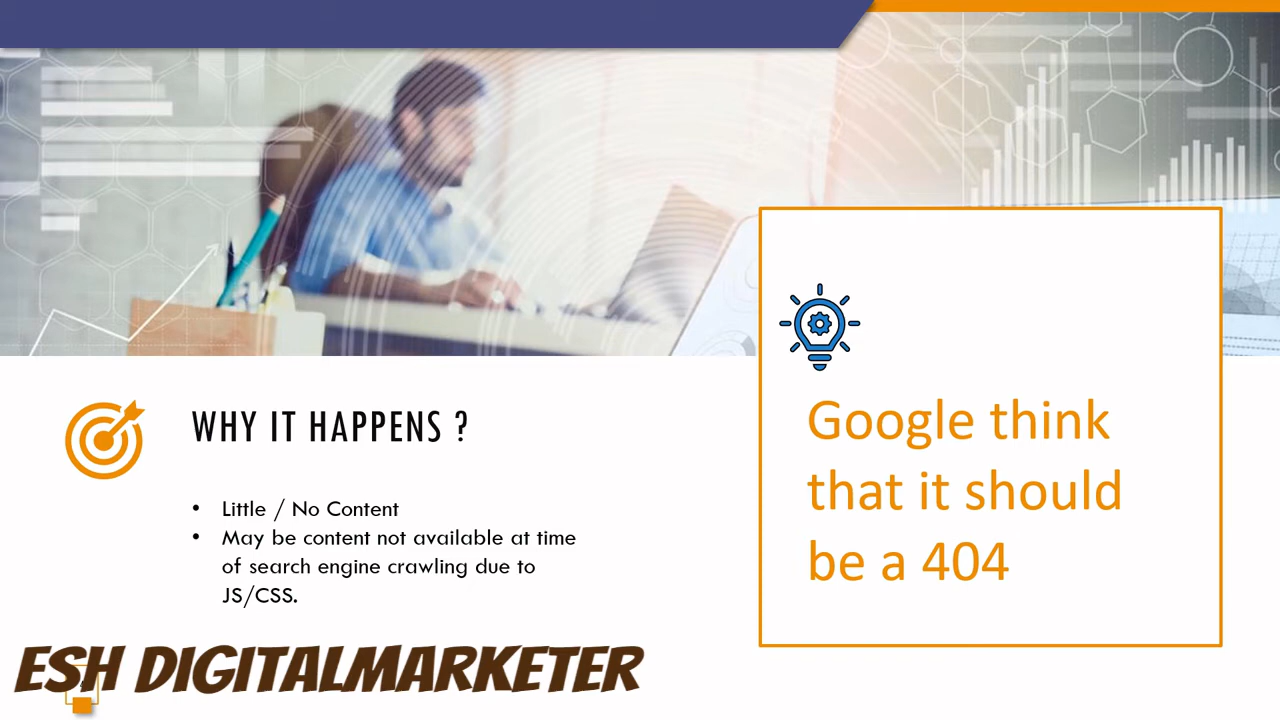 WHY IT HAPPENS ?
• Little / No Content
• May be content not available at time
of search engine crawling due to
JS/CSS.
Google think
that it should
be a 404
ESH DIGITALMARKETER